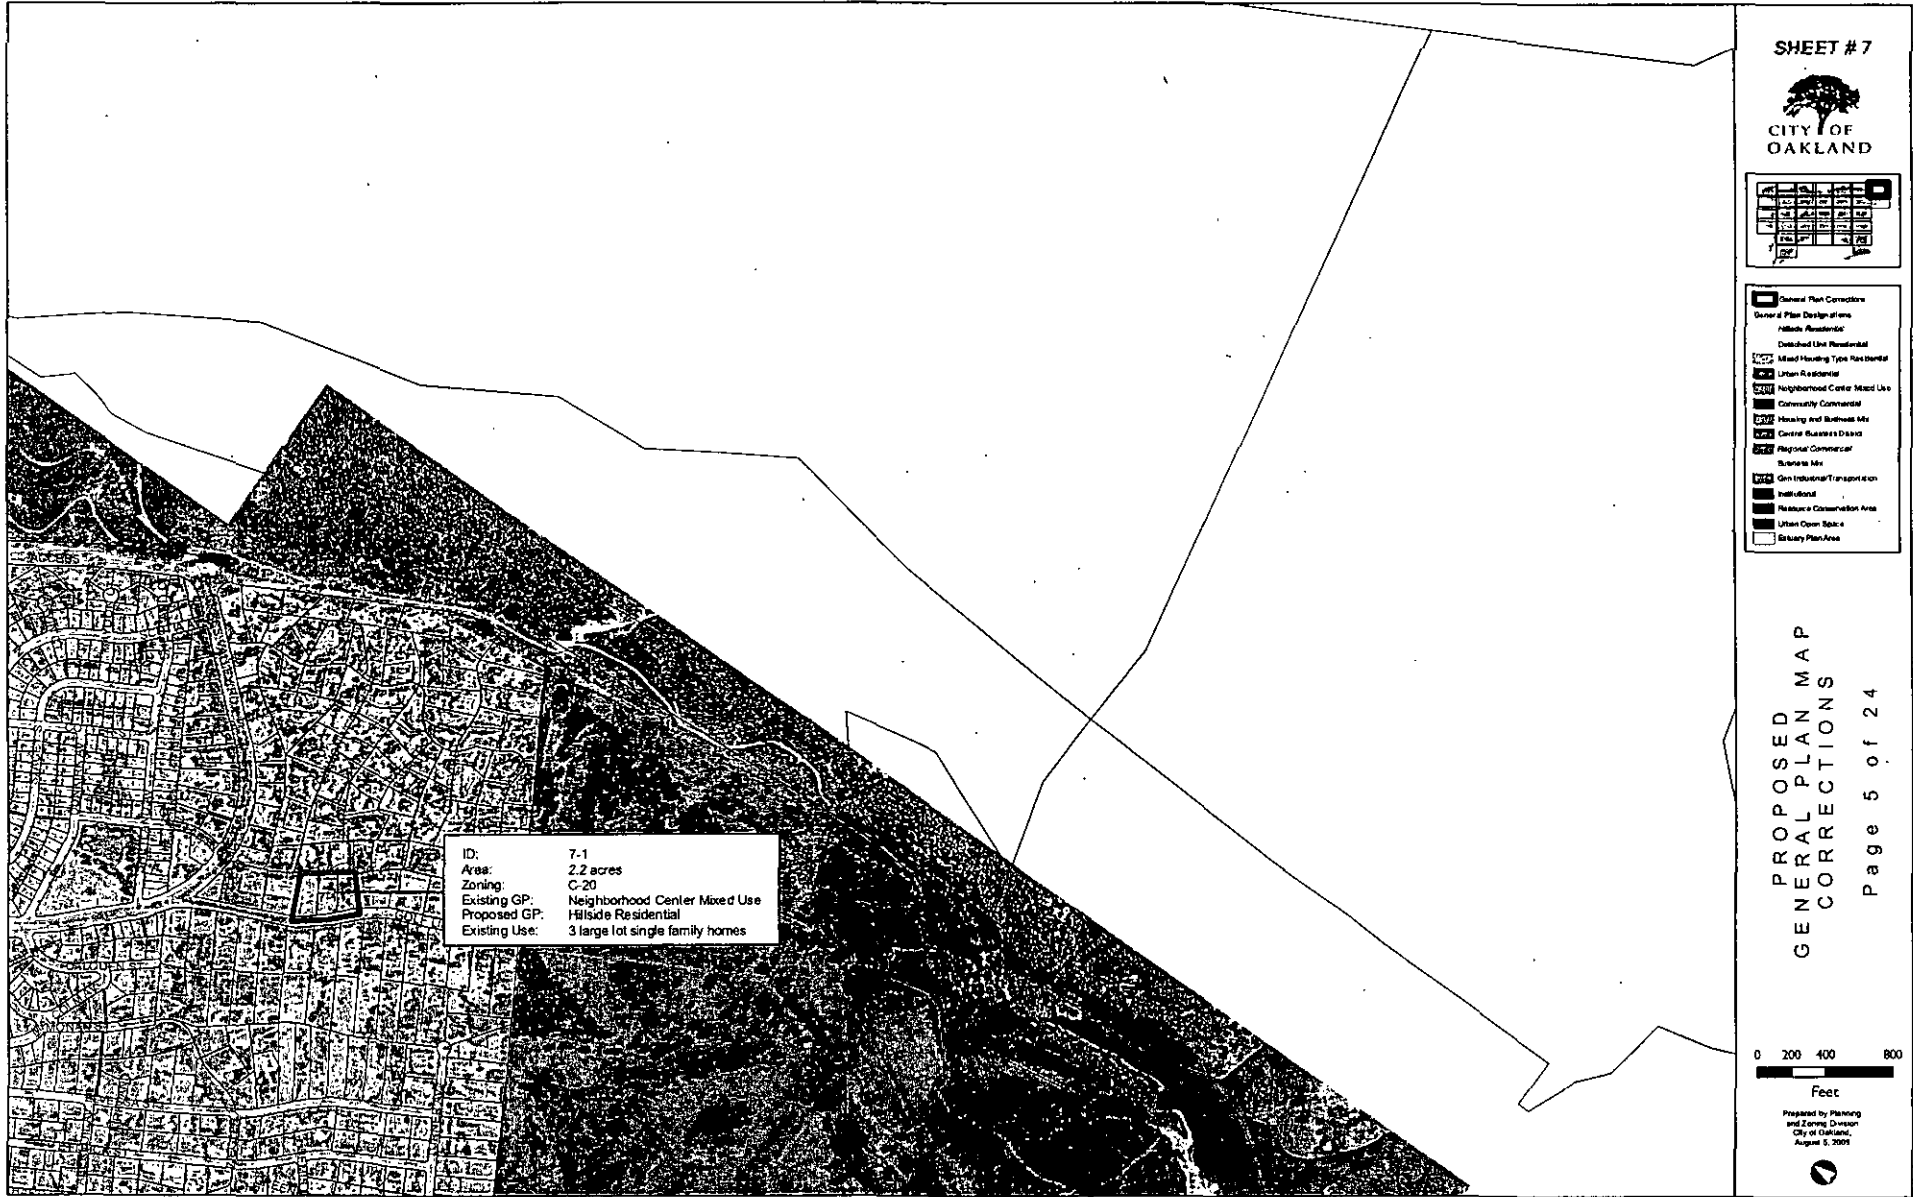 SHEET # 7
CITY OF
OAKLAND
General Plan Corrections
General Plan Designations
Hillside Residential
Detached Unit Residential
Mixed Housing Type Residential
Urban Residential
Neighborhood Center Mixed Use
Community Commercial
Housing and Business Mix
Central Business District
Regional Commercial
Business Mix
Gen Industrial/Transportation
Institutional
Resource Conservation Area
Urban Open Space
Estuary Plan Area
ACCESS
ID: 7-1
Area: 2.2 acres
Zoning: C-20
Existing GP: Neighborhood Center Mixed Use
Proposed GP: Hillside Residential
Existing Use: 3 large lot single family homes
PROPOSED
GENERAL PLAN MAP
CORRECTIONS
Page 5 of 24
0 200 400 800
Feet
Prepared by Planning
and Zoning Division
City of Oakland,